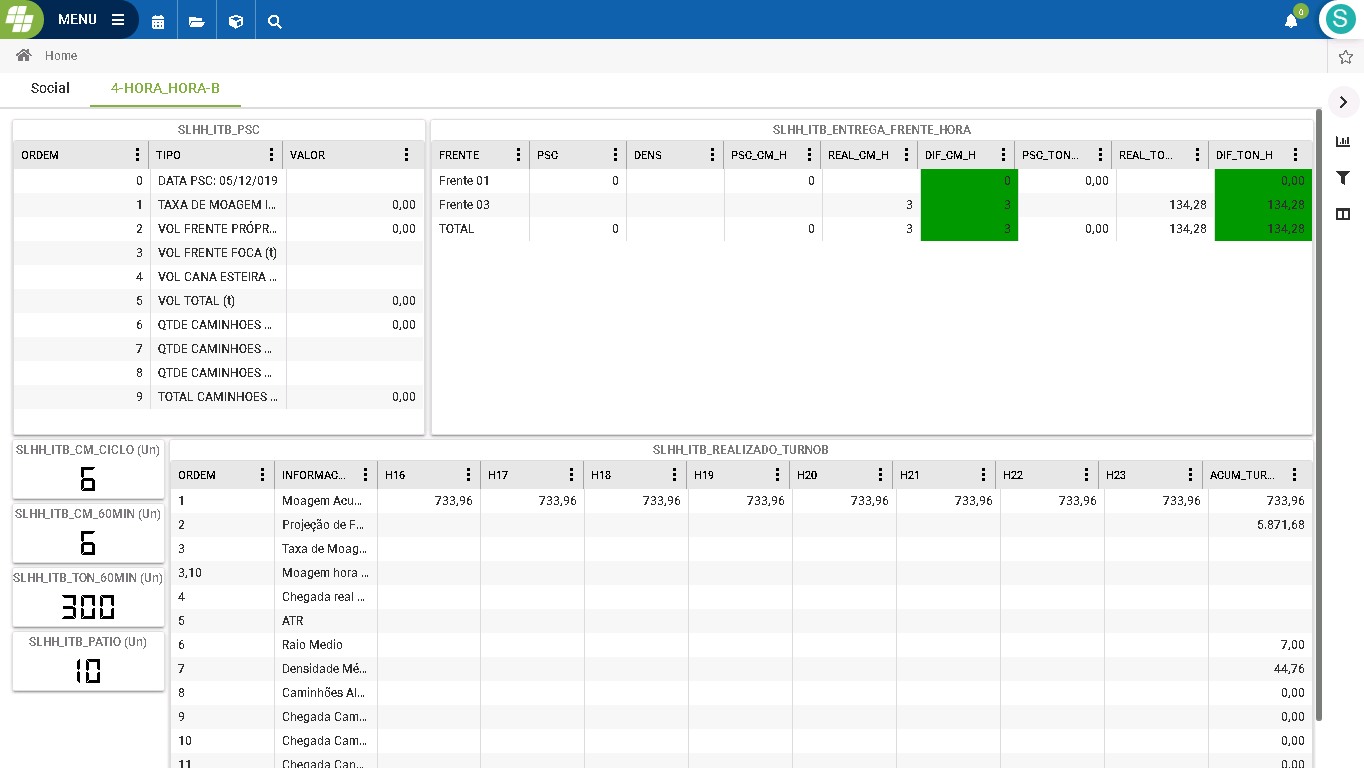 MENU
0
S
Home
Social 4-HORA_HORA-B
SLHH_ITB_PSC
ORDEM TIPO VALOR
0 DATA PSC: 05/12/019
1 TAXA DE MOAGEM I... 0,00
2 VOL FRENTE PRÓPR... 0,00
3 VOL FRENTE FOCA (t)
4 VOL CANA ESTEIRA ...
5 VOL TOTAL (t) 0,00
6 QTDE CAMINHOES ... 0,00
7 QTDE CAMINHOES ...
8 QTDE CAMINHOES ...
9 TOTAL CAMINHOES ... 0,00
SLHH_ITB_ENTREGA_FRENTE_HORA
FRENTE PSC DENS PSC_CM_H REAL_CM_H DIF_CM_H PSC_TON... REAL_TO... DIF_TON_H
Frente 01 0 0 0 0,00 0,00
Frente 03 3 3 134,28 134,28
TOTAL 0 0 3 3 0,00 134,28 134,28
SLHH_ITB_CM_CICLO (Un)
6
SLHH_ITB_CM_60MIN (Un)
6
SLHH_ITB_TON_60MIN (Un)
300
SLHH_ITB_PATIO (Un)
10
SLHH_ITB_REALIZADO_TURNOB
ORDEM INFORMAC... H16 H17 H18 H19 H20 H21 H22 H23 ACUM_TUR...
1 Moagem Acu... 733,96 733,96 733,96 733,96 733,96 733,96 733,96 733,96 733,96
2 Projeção de F... 5.871,68
3 Taxa de Moag...
3,10 Moagem hora ...
4 Chegada real ...
5 ATR
6 Raio Medio 7,00
7 Densidade Mé... 44,76
8 Caminhões Al... 0,00
9 Chegada Cam... 0,00
10 Chegada Cam... 0,00
11 Chegada Can... 0,00